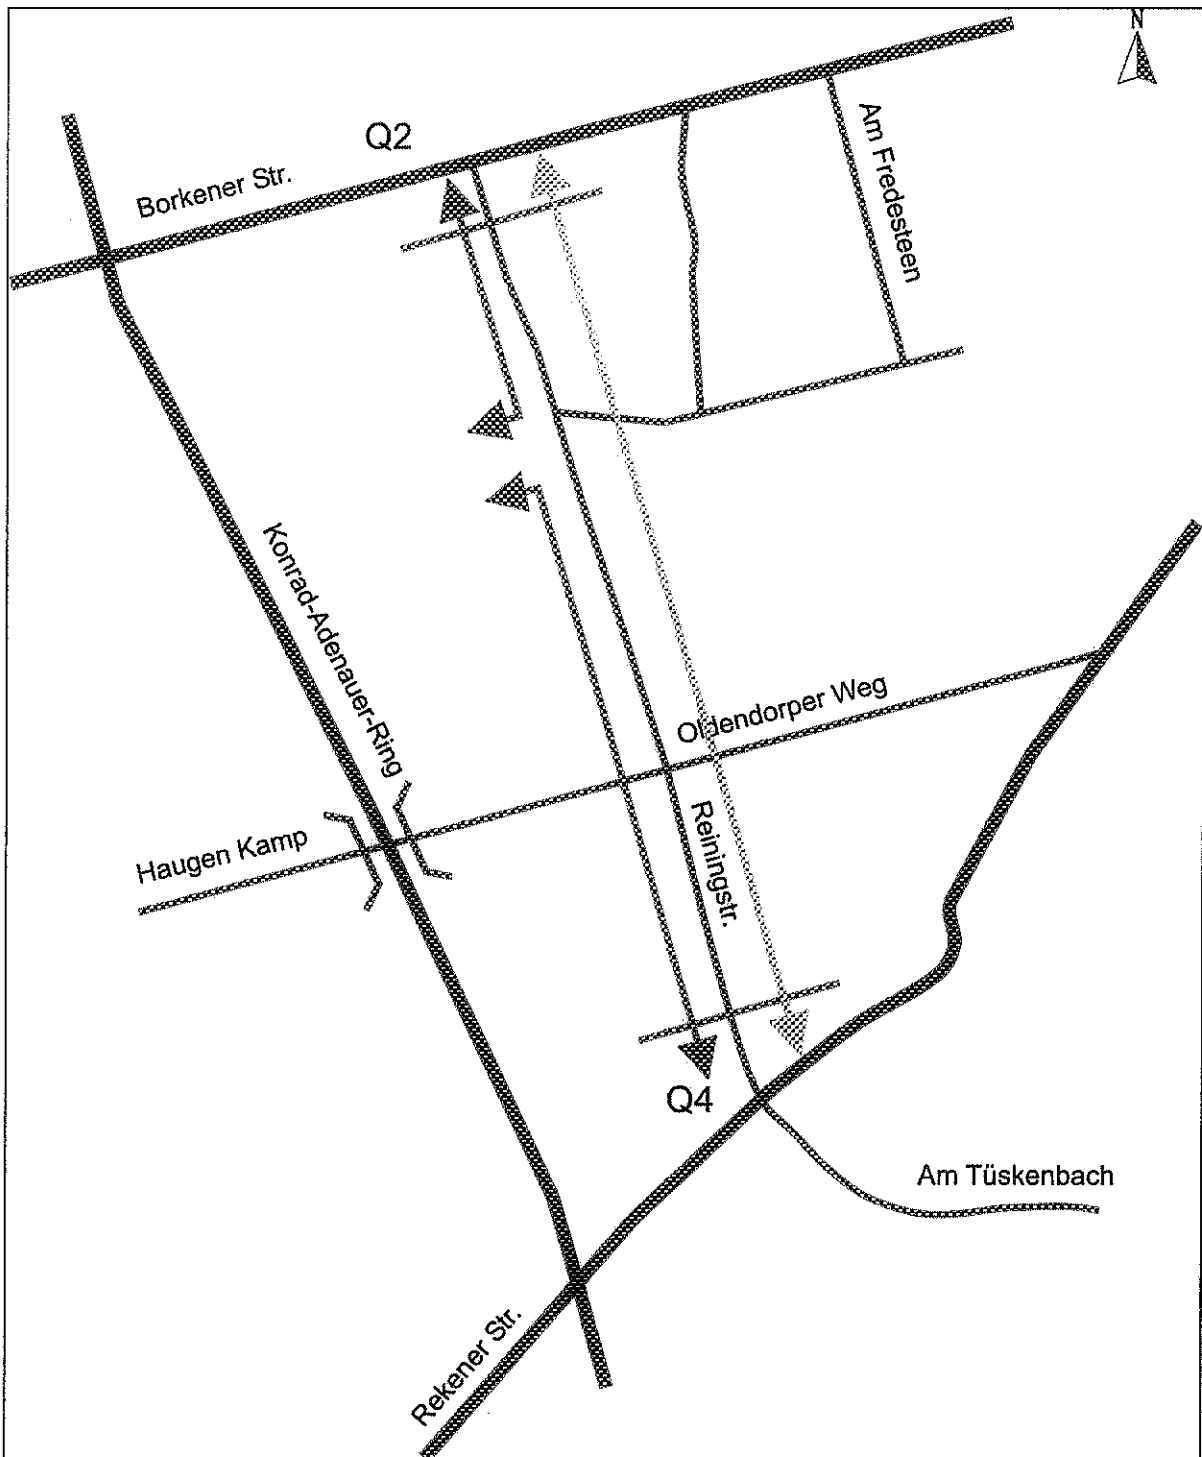 N
Q2
Borkener Str.
Am Fredesteen
Konrad-Adenauer-Ring
Oldendorper Weg
Haugen Kamp
Reiningstr.
Q4
Am Tüskenbach
Rekener Str.